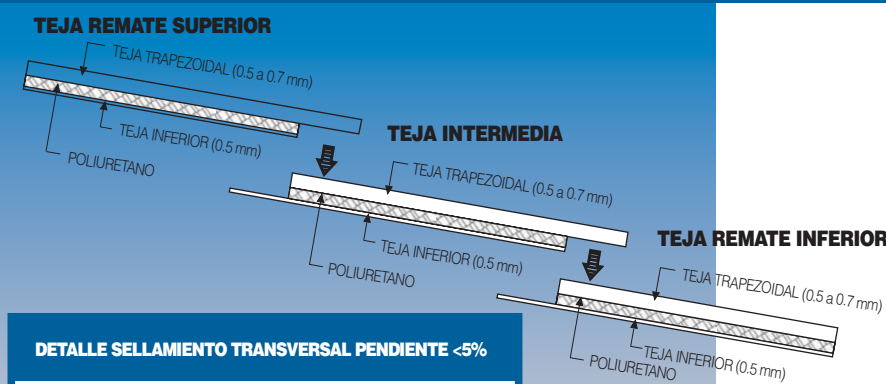 TEJA REMATE SUPERIOR
TEJA TRAPEZOIDAL (0.5 a 0.7 mm)
TEJA INFERIOR (0.5 mm)
POLIURETANO
TEJA INTERMEDIA
TEJA TRAPEZOIDAL (0.5 a 0.7 mm)
TEJA INFERIOR (0.5 mm)
POLIURETANO
TEJA REMATE INFERIOR
TEJA TRAPEZOIDAL (0.5 a 0.7 mm)
TEJA INFERIOR (0.5 mm)
POLIURETANO
DETALLE SELLAMIENTO TRANSVERSAL PENDIENTE <5%